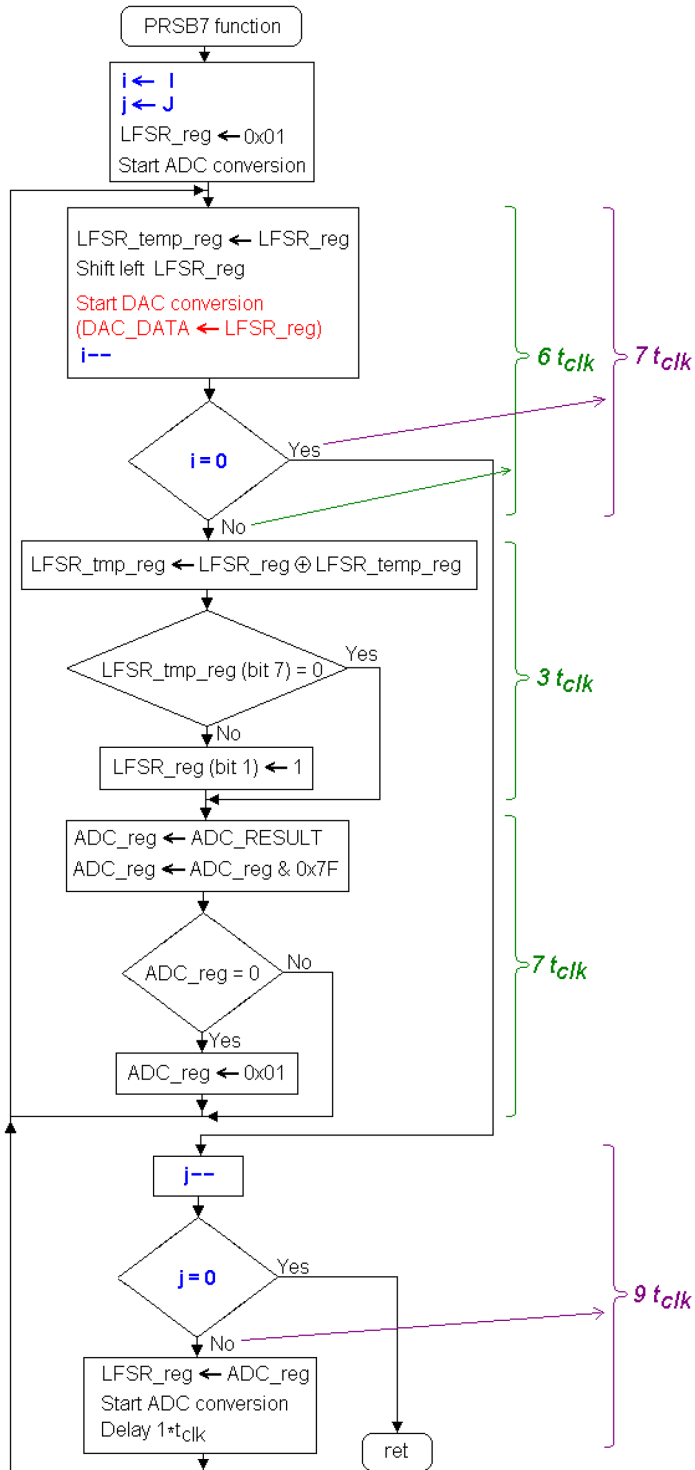 PRSB7 function
i ← I
j ← J
LFSR_reg ← 0x01
Start ADC conversion
LFSR_temp_reg ← LFSR_reg
Shift left LFSR_reg
Start DAC conversion
(DAC_DATA ← LFSR_reg)
i--
6 tclk
7 tclk
i = 0
Yes
No
LFSR_tmp_reg ← LFSR_reg ⊕ LFSR_temp_reg
LFSR_tmp_reg (bit 7) = 0
Yes
3 tclk
No
LFSR_reg (bit 1) ← 1
ADC_reg ← ADC_RESULT
ADC_reg ← ADC_reg & 0x7F
ADC_reg = 0
No
7 tclk
Yes
ADC_reg ← 0x01
j--
j = 0
Yes
9 tclk
No
LFSR_reg ← ADC_reg
Start ADC conversion
Delay 1*tclk
ret